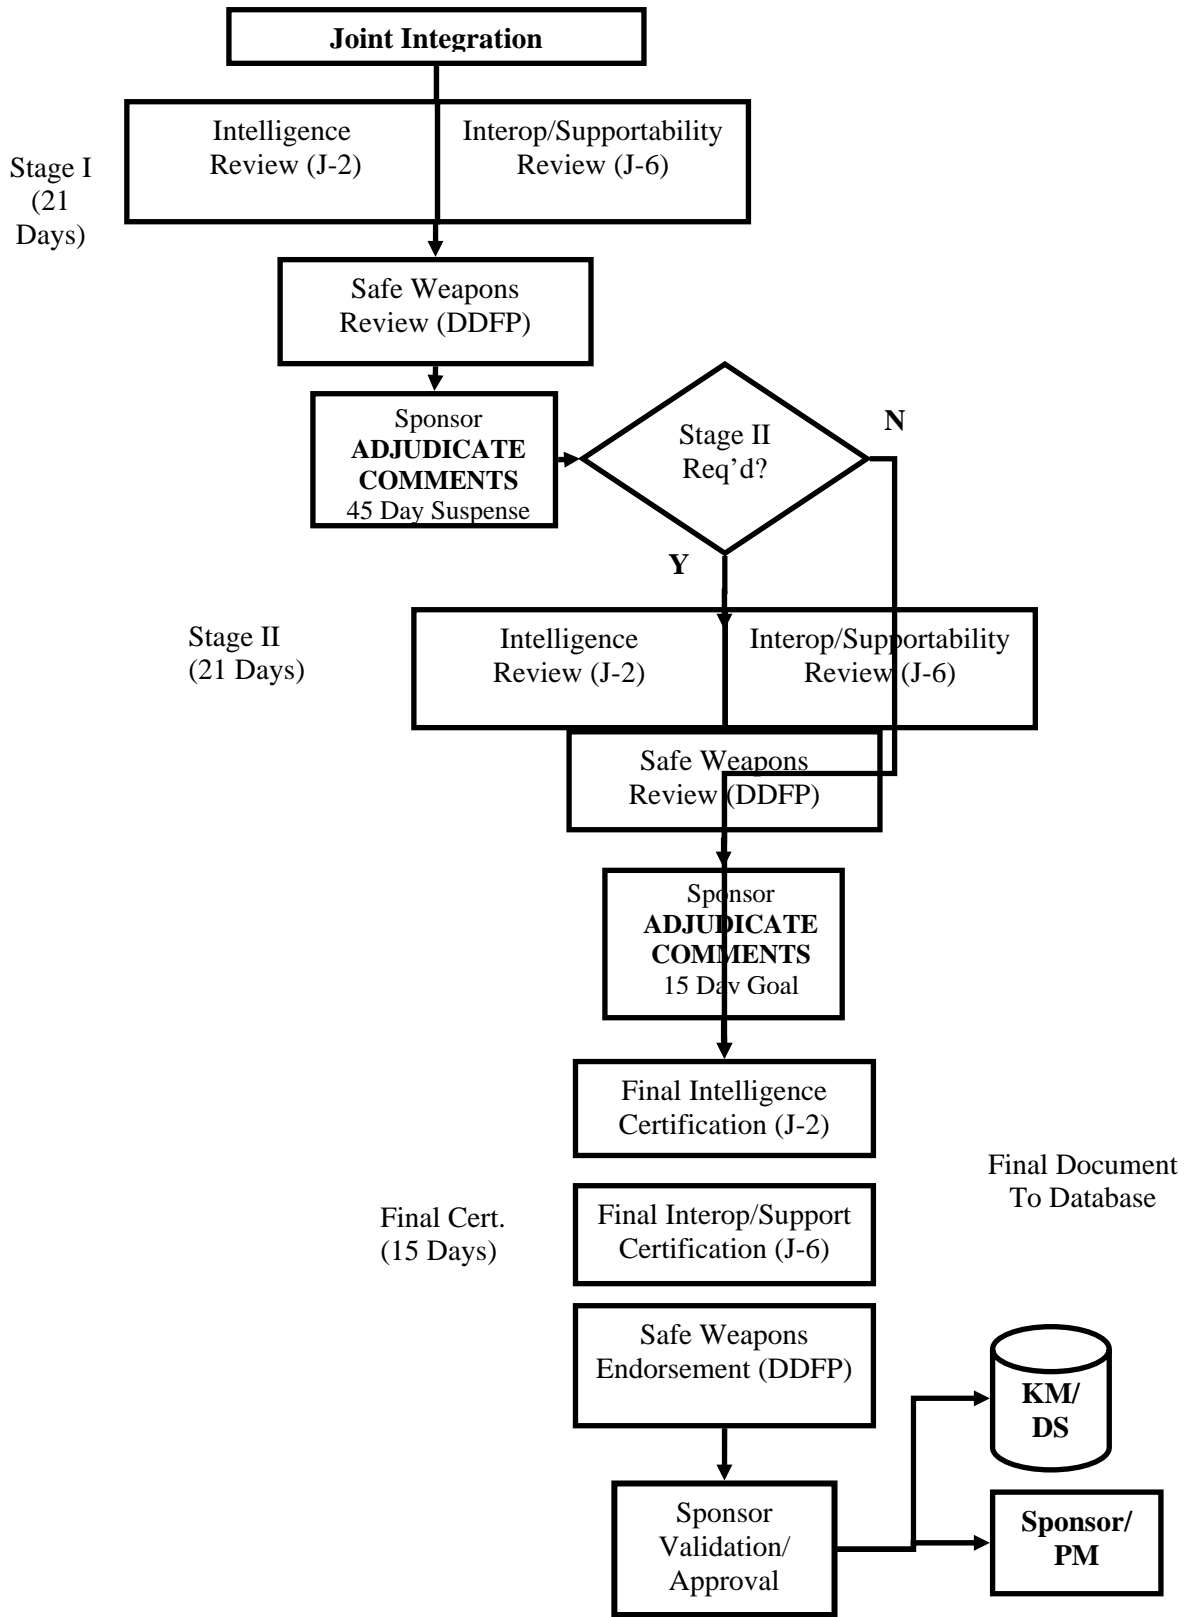 Joint Integration
Intelligence
Review (J-2)
Interop/Supportability
Review (J-6)
Stage I
(21
Days)
Safe Weapons
Review (DDFP)
Sponsor
ADJUDICATE
COMMENTS
45 Day Suspense
Stage II
Req’d?
N
Y
Stage II
(21 Days)
Intelligence
Review (J-2)
Interop/Supportability
Review (J-6)
Safe Weapons
Review (DDFP)
Sponsor
ADJUDICATE
COMMENTS
15 Day Goal
Final Intelligence
Certification (J-2)
Final Document
To Database
Final Cert.
(15 Days)
Final Interop/Support
Certification (J-6)
Safe Weapons
Endorsement (DDFP)
KM/
DS
Sponsor
Validation/
Approval
Sponsor/
PM